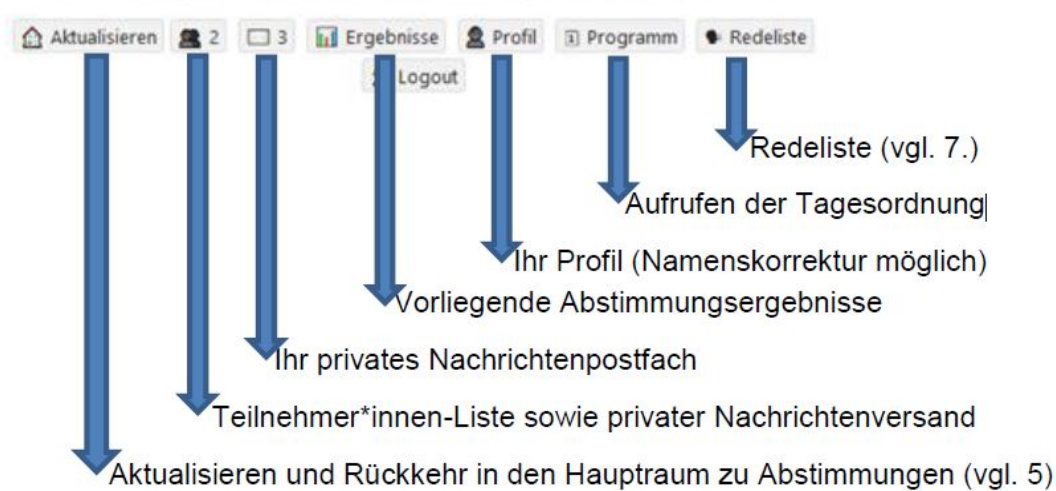 Aktualisieren 2 3 Ergebnisse Profil Programm Redeliste
Logout
Redeliste (vgl. 7.)
Aufrufen der Tagesordnung
Ihr Profil (Namenskorrektur möglich)
Vorliegende Abstimmungsergebnisse
Ihr privates Nachrichtenpostfach
Teilnehmer*innen-Liste sowie privater Nachrichtenversand
Aktualisieren und Rückkehr in den Hauptraum zu Abstimmungen (vgl. 5)